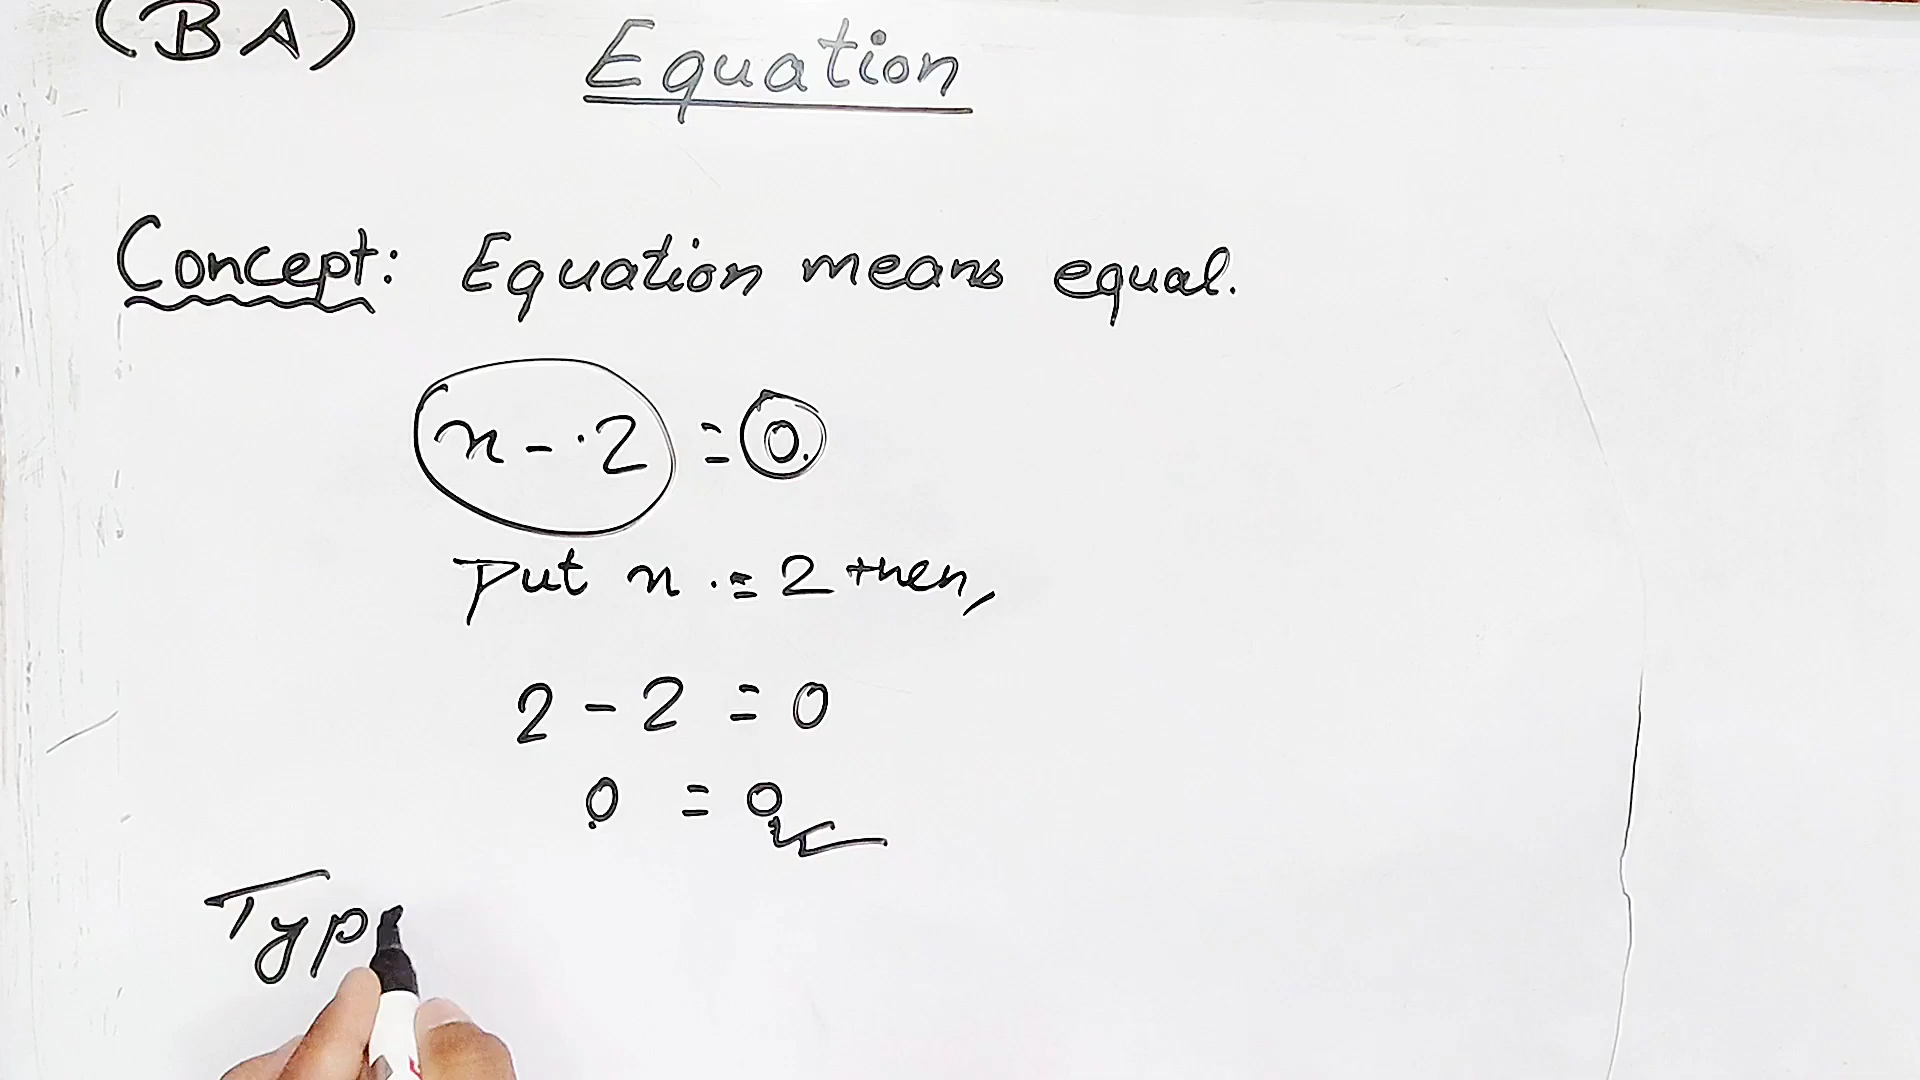 (BA)
Equation
Concept: Equation means equal.
x - 2 = 0
put x = 2 then,
2 - 2 = 0
0 = 0
Typ